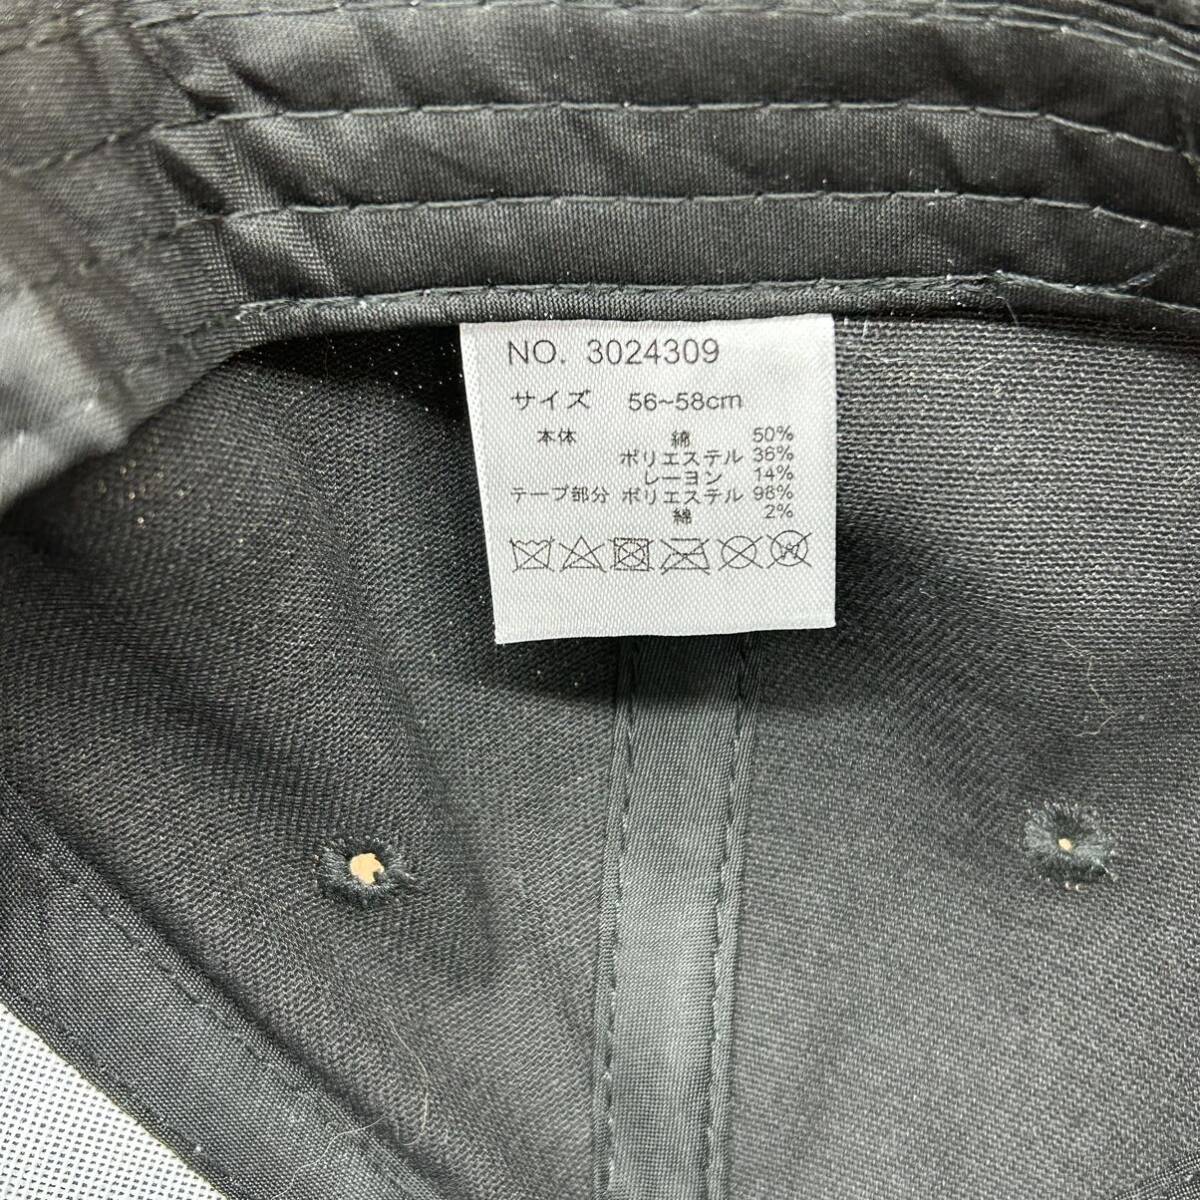 NO. 3024309
サイズ 56~58cm
本体 綿 50%
ポリエステル 36%
レーヨン 14%
テープ部分 ポリエステル 98%
綿 2%